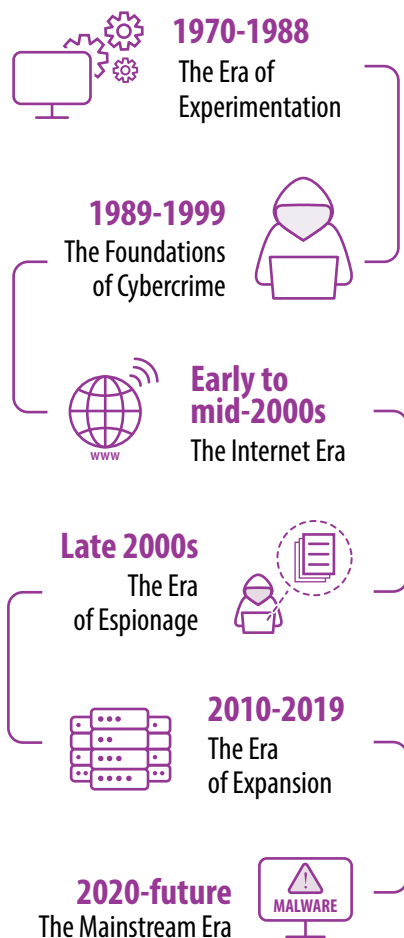 1970-1988
The Era of
Experimentation
1989-1999
The Foundations
of Cybercrime
Early to
mid-2000s
The Internet Era
www
Late 2000s
The Era
of Espionage
2010-2019
The Era
of Expansion
2020-future
The Mainstream Era
MALWARE